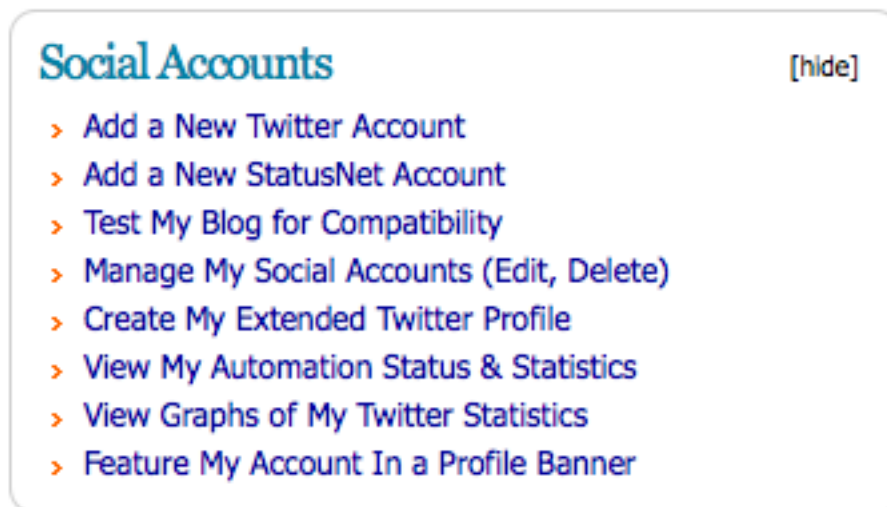 Social Accounts [hide]
Add a New Twitter Account
Add a New StatusNet Account
Test My Blog for Compatibility
Manage My Social Accounts (Edit, Delete)
Create My Extended Twitter Profile
View My Automation Status & Statistics
View Graphs of My Twitter Statistics
Feature My Account In a Profile Banner